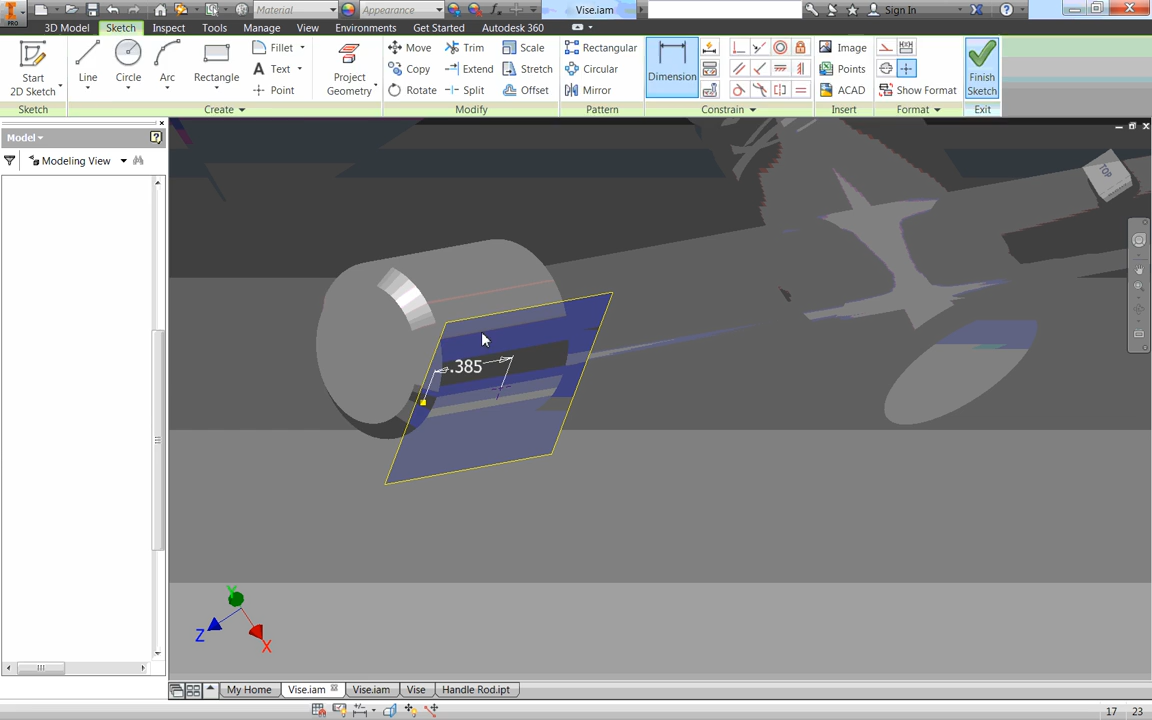 Material
Appearance
Vise.iam
Sign In
PRO
3D Model Sketch Inspect Tools Manage View Environments Get Started Autodesk 360
Start
2D Sketch
Line
Circle
Arc
Rectangle
Fillet
Text
Point
Project
Geometry
Move
Copy
Rotate
Trim
Extend
Split
Scale
Stretch
Offset
Rectangular
Circular
Mirror
Dimension
Image
Points
ACAD
Show Format
Finish
Sketch
Sketch Create Modify Pattern Constrain Insert Format Exit
Model
Modeling View
TOP
.385
Y
Z
X
My Home Vise.iam Vise.iam Vise Handle Rod.ipt
17 23